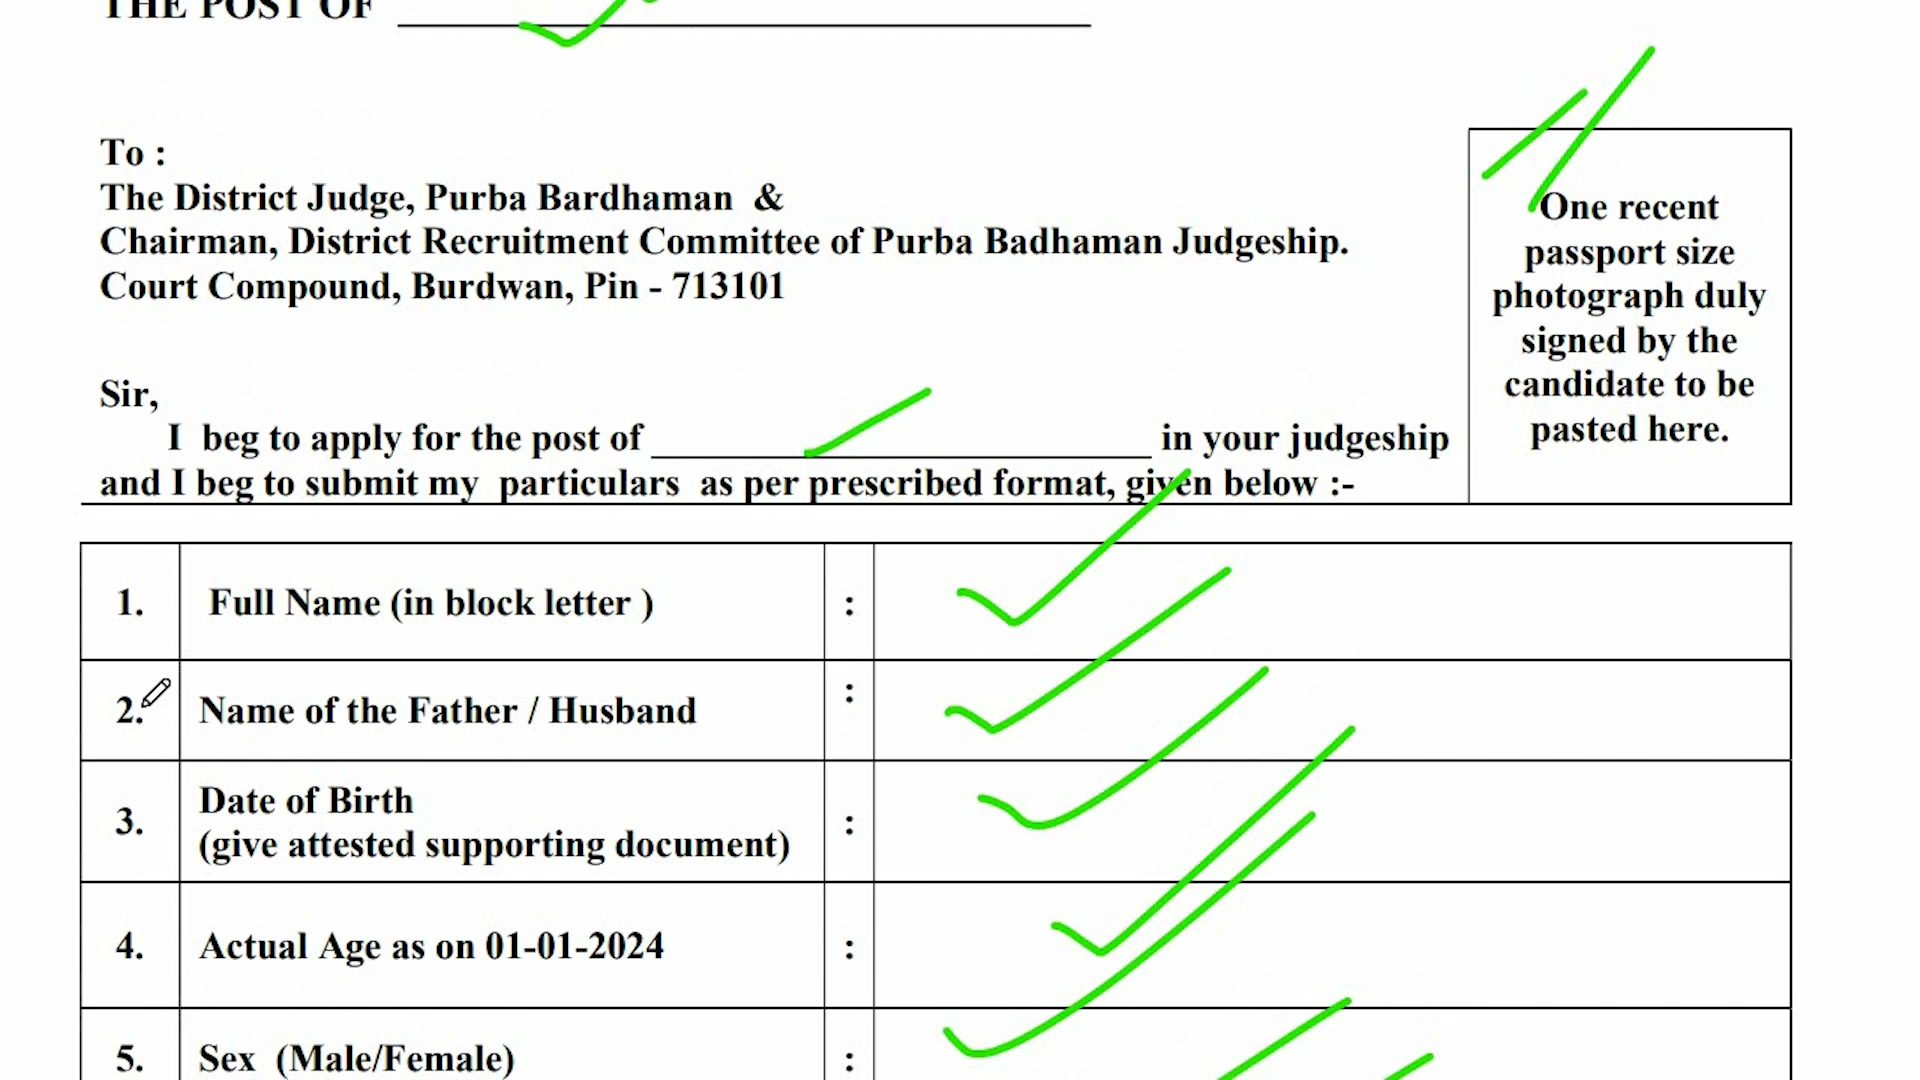 THE POST OF
To :
The District Judge, Purba Bardhaman &
Chairman, District Recruitment Committee of Purba Badhaman Judgeship.
Court Compound, Burdwan, Pin - 713101
One recent
passport size
photograph duly
signed by the
candidate to be
pasted here.
Sir,
I beg to apply for the post of ______ in your judgeship
and I beg to submit my particulars as per prescribed format, given below :-
1. Full Name (in block letter ) :
2. Name of the Father / Husband :
3. Date of Birth
(give attested supporting document) :
4. Actual Age as on 01-01-2024 :
5. Sex (Male/Female) :